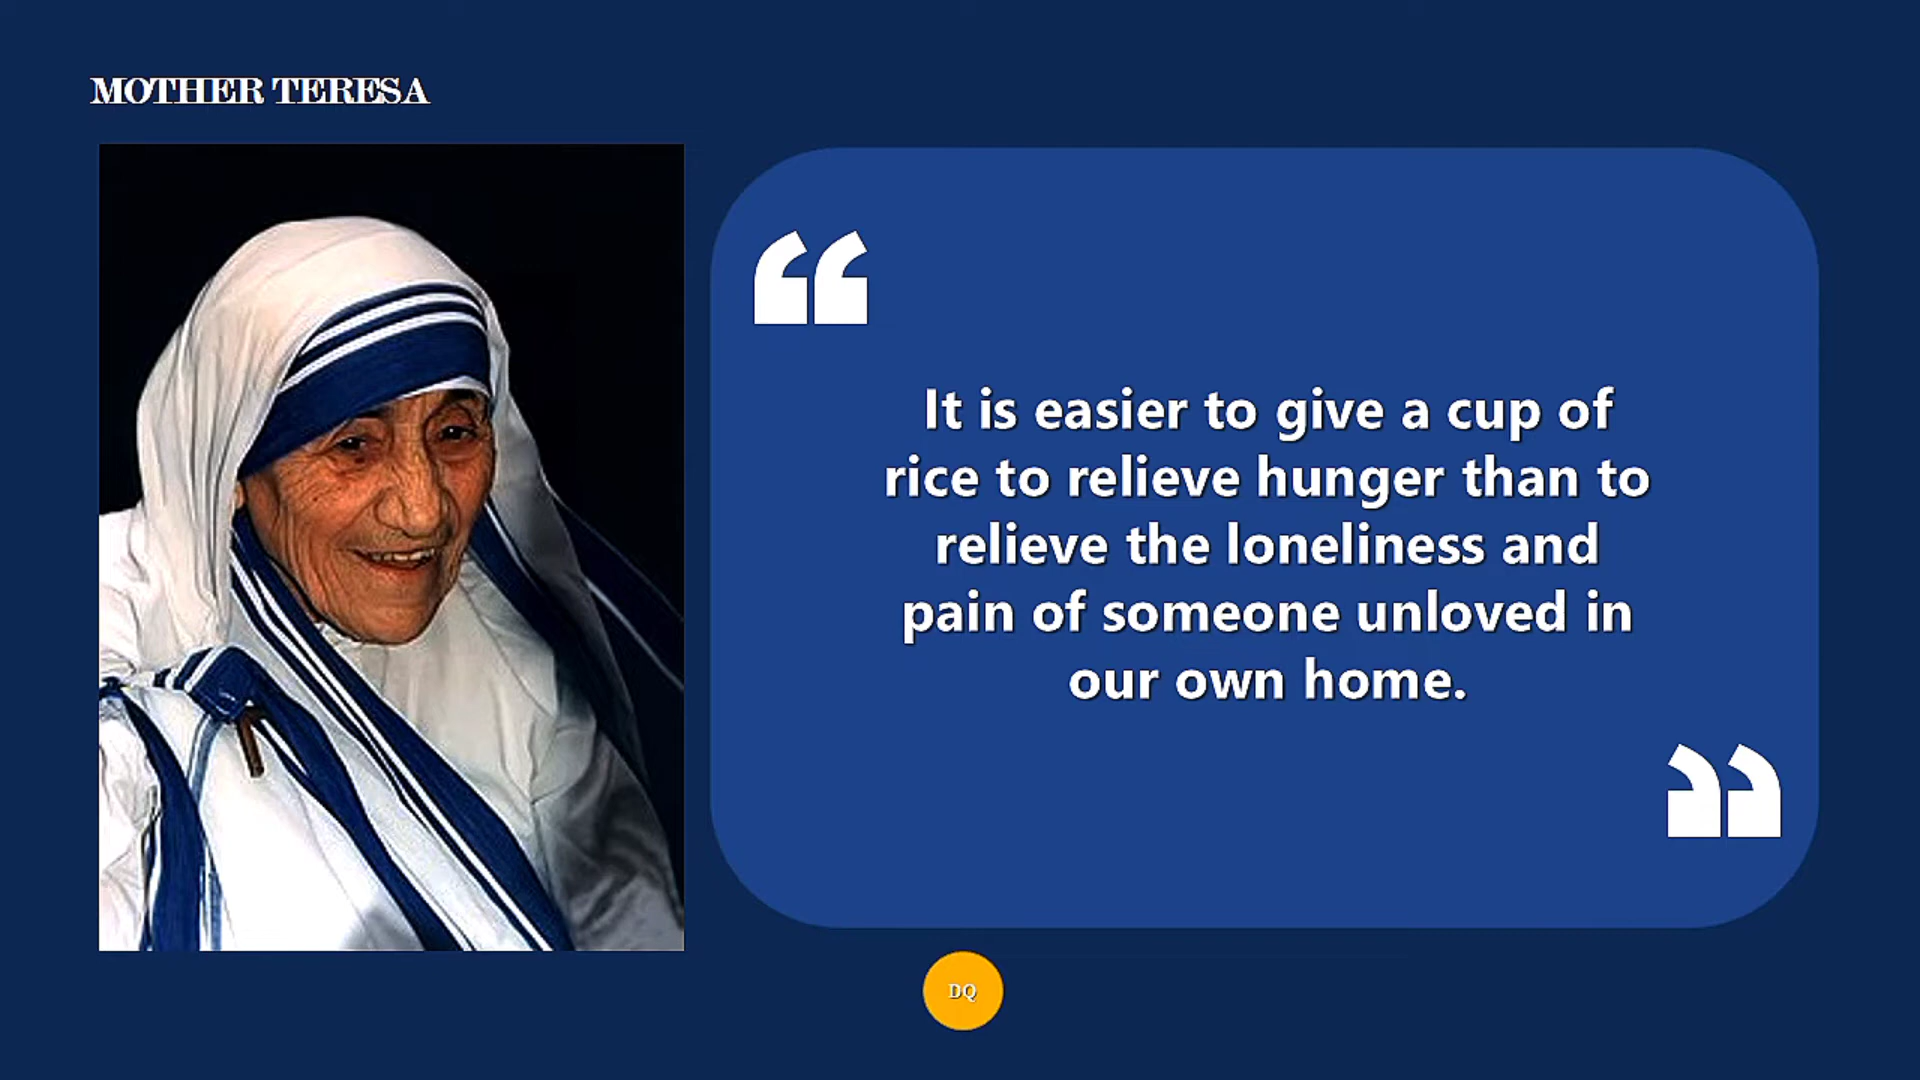 MOTHER TERESA
“
It is easier to give a cup of
rice to relieve hunger than to
relieve the loneliness and
pain of someone unloved in
our own home.
”
DQ